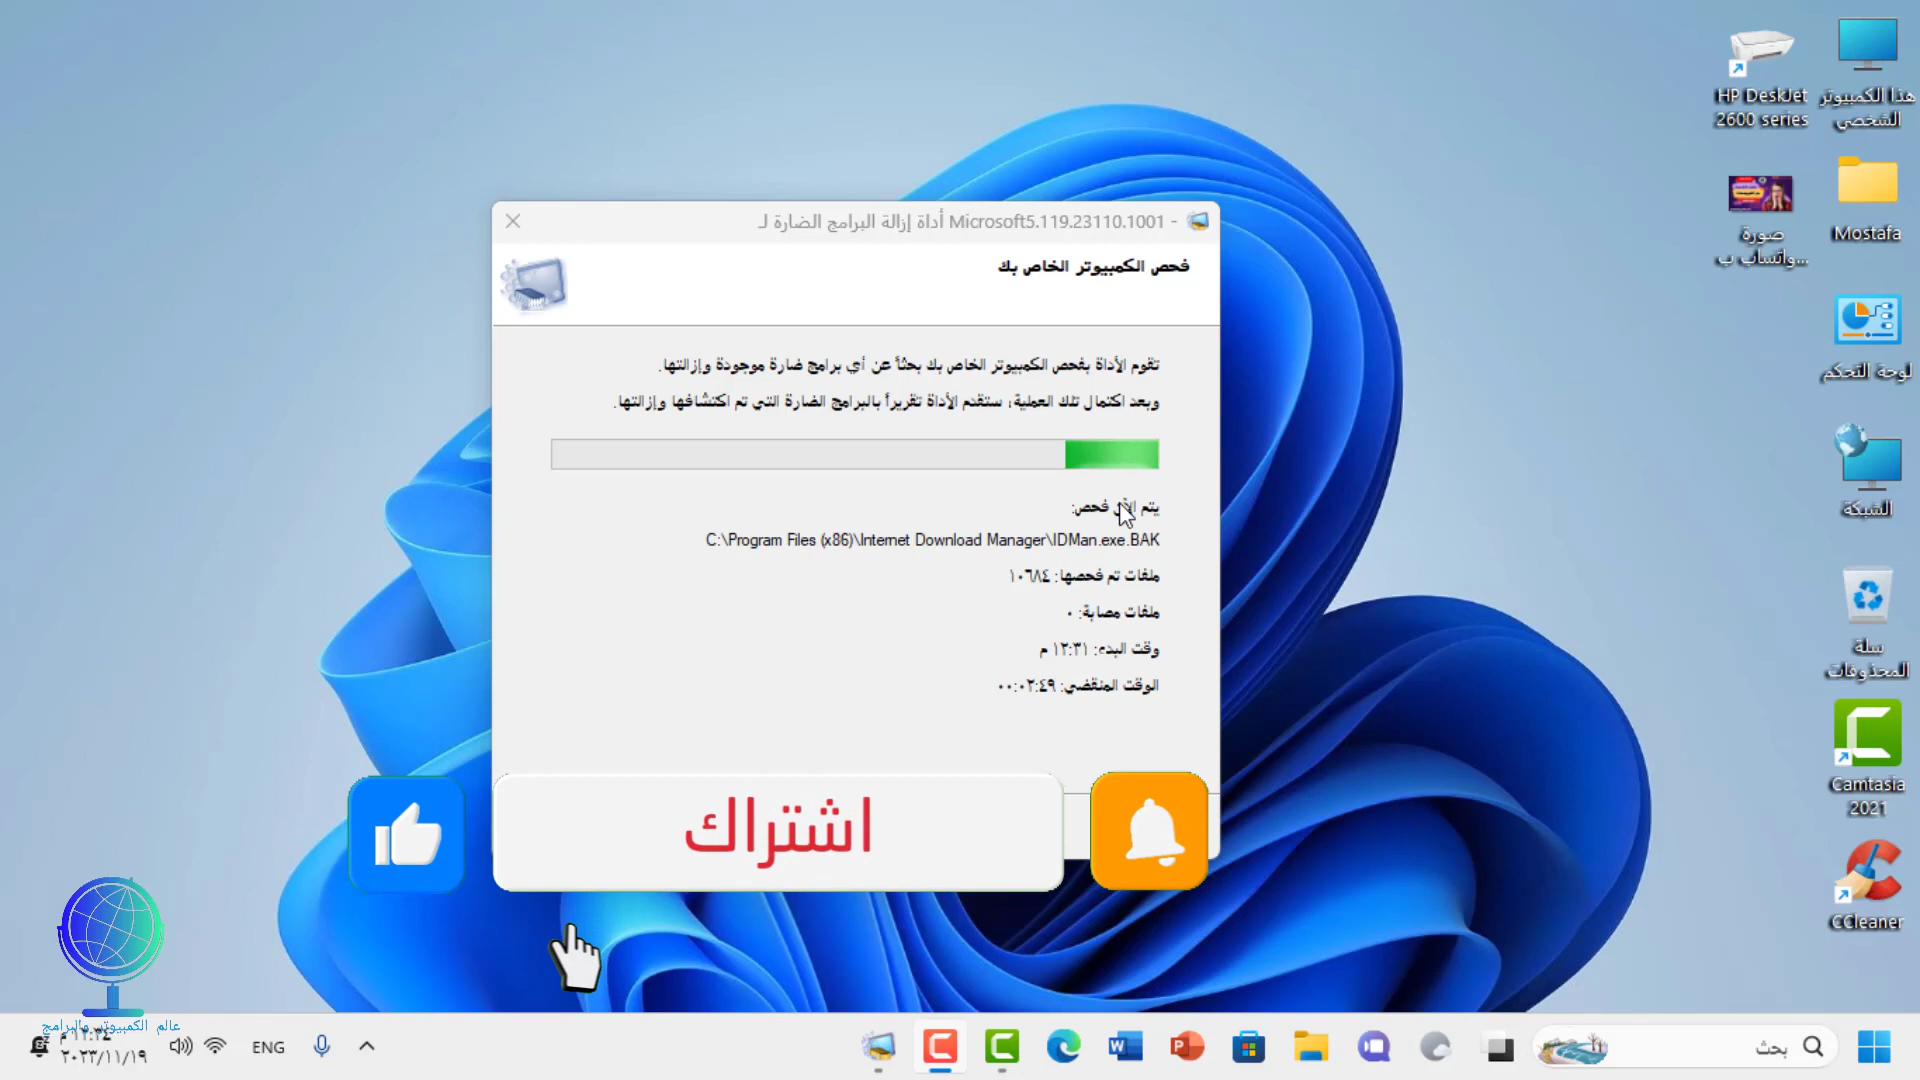 أداة إزالة البرامج الضارة لـ Microsoft5.119.23110.1001 -
فحص الكمبيوتر الخاص بك
تقوم الأداة بفحص الكمبيوتر الخاص بك بحثاً عن أي برامج ضارة موجودة وإزالتها.
وبعد اكتمال تلك العملية، ستقدم الأداة تقريراً بالبرامج الضارة التي تم اكتشافها وإزالتها.
يتم الآن فحص:
C:\Program Files (x86)\Internet Download Manager\IDMan.exe.BAK
ملفات تم فحصها: ١٠٦٨٤
ملفات مصابة: ٠
وقت البدء: ١٢:٣١ م
الوقت المنقضي: ٠٠:٠٢:٤٩
اشتراك
هذا الكمبيوتر
الشخصي
HP DeskJet
2600 series
Mostafa
صورة
واتساب ب...
لوحة التحكم
الشبكة
سلة
المحذوفات
Camtasia
2021
CCleaner
عالم الكمبيوتر والبرامج
بحث
ENG
١٢:٣٤ م
٢٠٢٣/١١/١٩